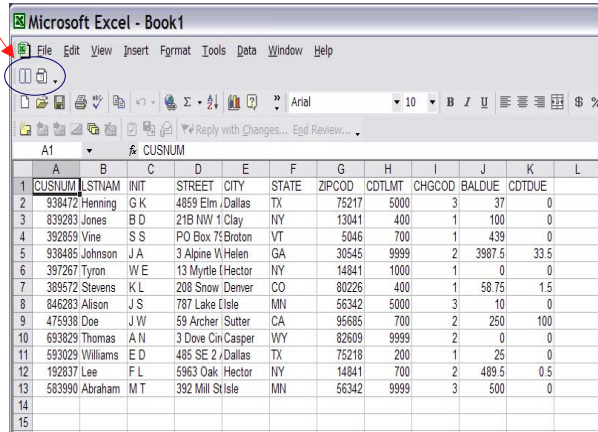 Microsoft Excel - Book1
File Edit View Insert Format Tools Data Window Help
Arial 10 B I U $ %
Reply with Changes... End Review...
A1 fx CUSNUM
A B C D E F G H I J K L
1 CUSNUM LSTNAM INIT STREET CITY STATE ZIPCOD CDTLMT CHGCOD BALDUE CDTDUE
2 938472 Henning G K 4859 Elm Dallas TX 75217 5000 3 37 0
3 839283 Jones B D 21B NW 1 Clay NY 13041 400 1 100 0
4 392859 Vine S S PO Box 79 Broton VT 5046 700 1 439 0
5 938485 Johnson J A 3 Alpine W Helen GA 30545 9999 2 3987.5 33.5
6 397267 Tyron W E 13 Myrtle Hector NY 14841 1000 1 0 0
7 389572 Stevens K L 208 Snow Denver CO 80226 400 1 58.75 1.5
8 846283 Alison J S 787 Lake Isle MN 56342 5000 3 10 0
9 475938 Doe J W 59 Archer Sutter CA 95685 700 2 250 100
10 693829 Thomas A N 3 Dove Cir Casper WY 82609 9999 2 0 0
11 593029 Williams E D 485 SE 2 Dallas TX 75218 200 1 25 0
12 192837 Lee F L 5963 Oak Hector NY 14841 700 2 489.5 0.5
13 583990 Abraham M T 392 Mill St Isle MN 56342 9999 3 500 0
14
15